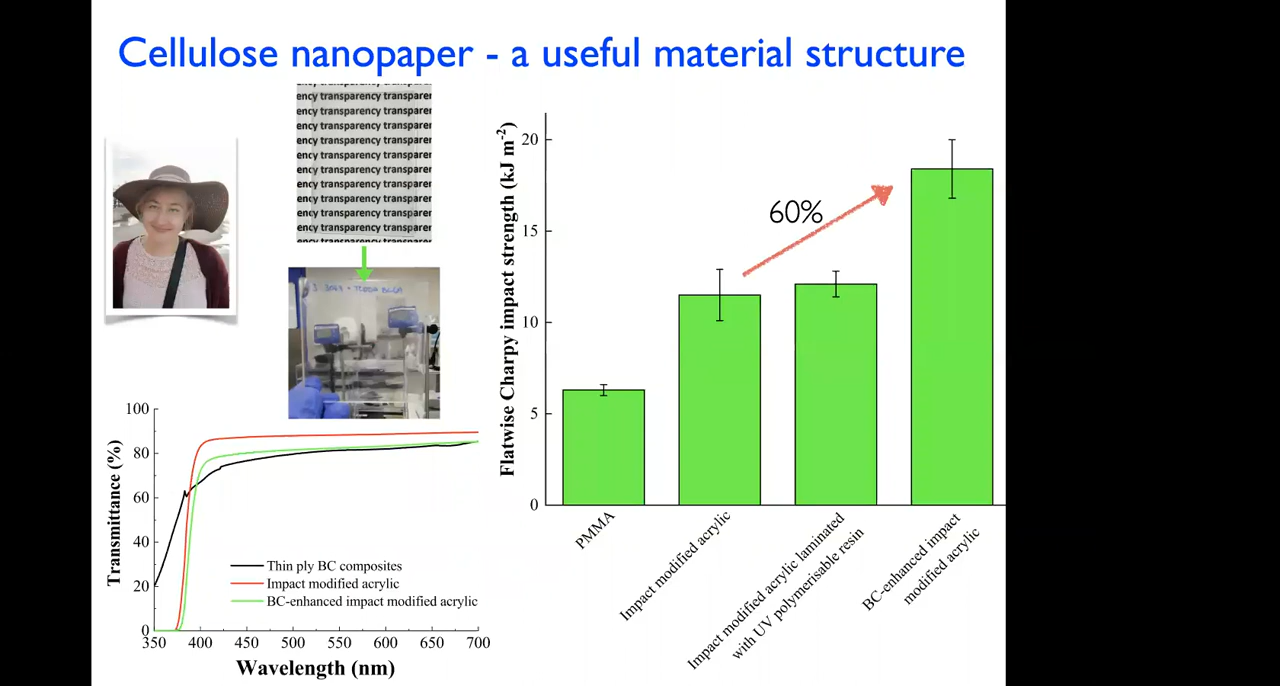 Cellulose nanopaper - a useful material structure
ency transparency transparer
ency transparency transparer
ency transparency transparer
ency transparency transparer
ency transparency transparer
ency transparency transparer
ency transparency transparer
ency transparency transparer
ency transparency transparer
ency transparency transparer
Transmittance (%)
100
80
60
40
20
0
350
400
450
500
550
600
650
700
Wavelength (nm)
Thin ply BC composites
Impact modified acrylic
BC-enhanced impact modified acrylic
Flatwise Charpy impact strength (kJ m⁻²)
20
15
10
5
0
60%
PMMA
Impact modified acrylic
Impact modified acrylic laminated
with UV polymerisable resin
BC-enhanced impact
modified acrylic